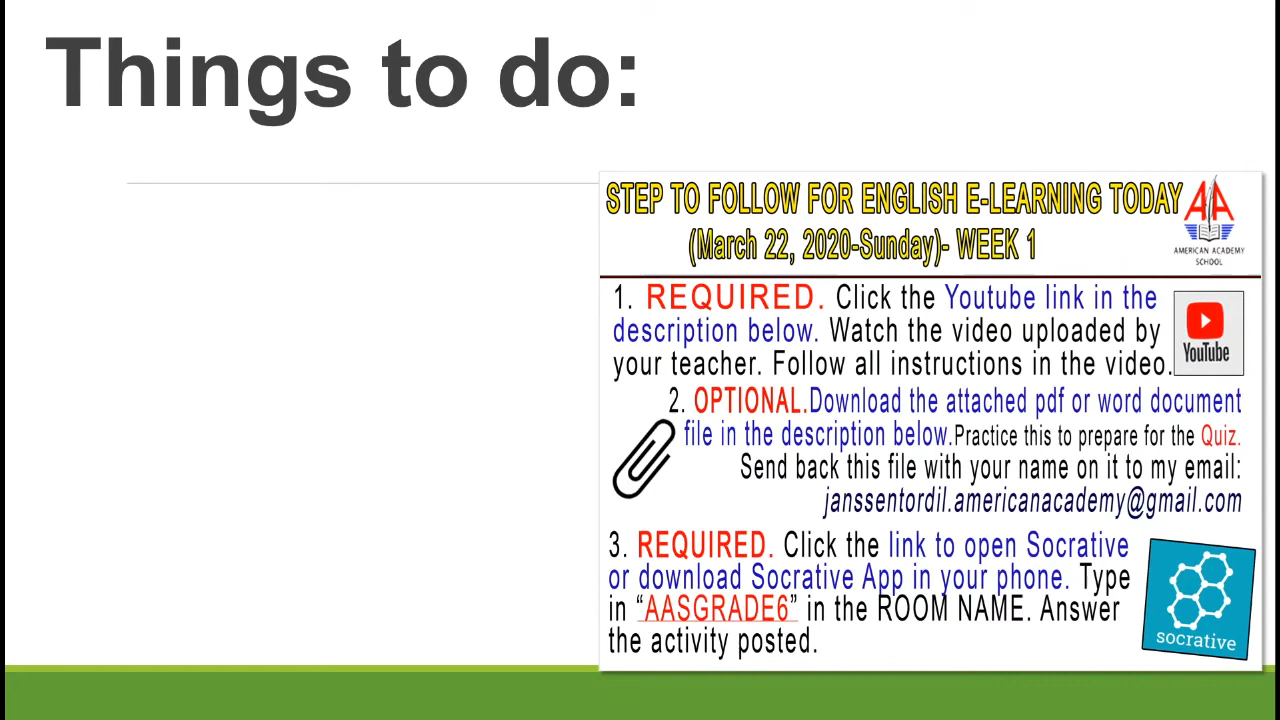 Things to do:
STEP TO FOLLOW FOR ENGLISH E-LEARNING TODAY
(March 22, 2020-Sunday)- WEEK 1
AMERICAN ACADEMY
SCHOOL
1. REQUIRED. Click the Youtube link in the
description below. Watch the video uploaded by
your teacher. Follow all instructions in the video.
YouTube
2. OPTIONAL.Download the attached pdf or word document
file in the description below.Practice this to prepare for the Quiz.
Send back this file with your name on it to my email:
janssentordil.americanacademy@gmail.com
3. REQUIRED. Click the link to open Socrative
or download Socrative App in your phone. Type
in “AASGRADE6” in the ROOM NAME. Answer
the activity posted.
socrative